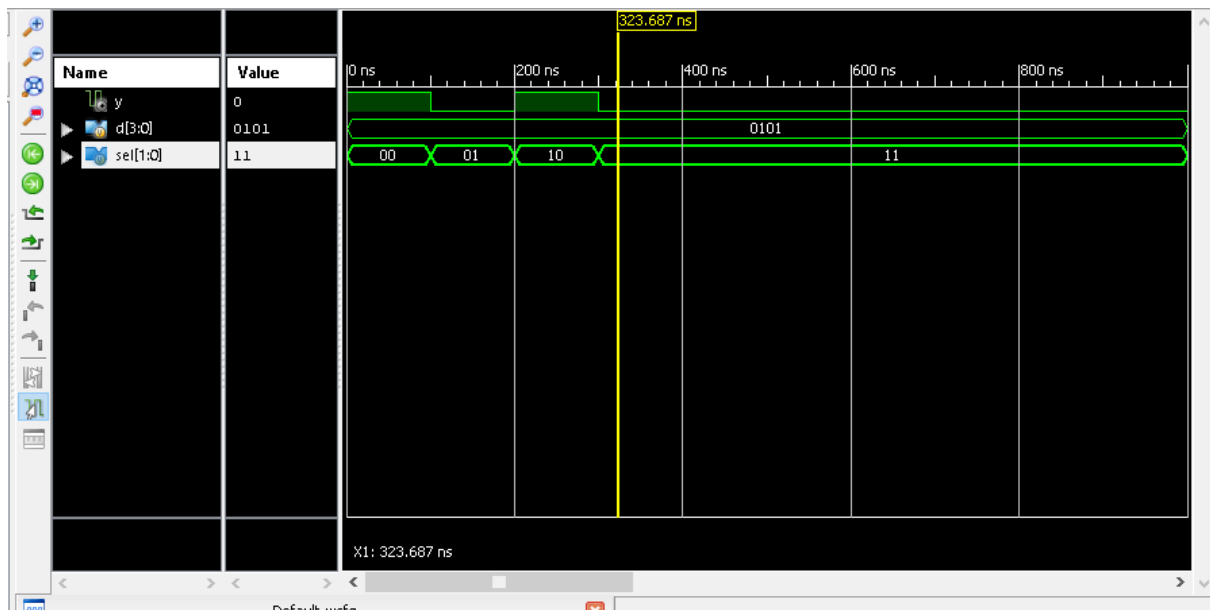 323.687 ns
Name Value
0 ns 200 ns 400 ns 600 ns 800 ns
y 0
d[3:0] 0101 0101
sel[1:0] 11 00 01 10 11
X1: 323.687 ns
Default.wcfg